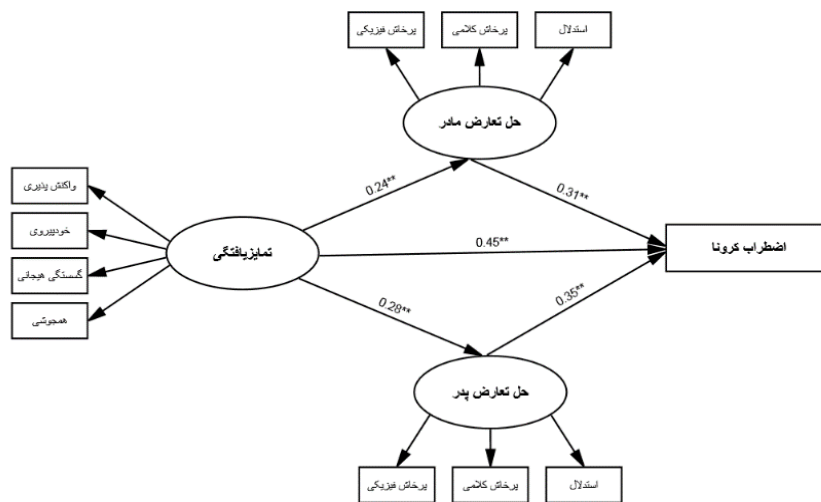 پرخاش فیزیکی
پرخاش کلامی
استدلال
حل تعارض مادر
0.24**
0.31**
واکنش پذیری
خودپیروی
گسستگی هیجانی
همجوشی
تمایزیافتگی
0.45**
اضطراب کرونا
0.28**
0.35**
حل تعارض پدر
پرخاش فیزیکی
پرخاش کلامی
استدلال